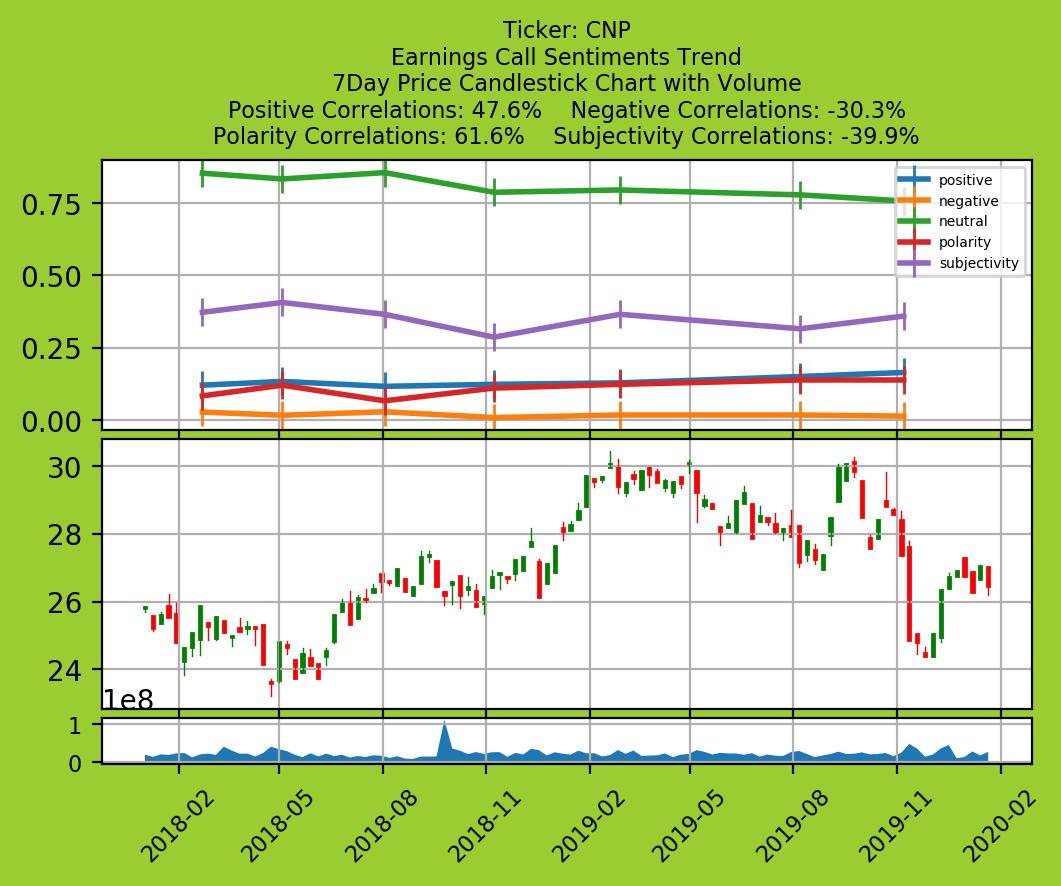 Ticker: CNP
Earnings Call Sentiments Trend
7Day Price Candlestick Chart with Volume
Positive Correlations: 47.6%    Negative Correlations: -30.3%
Polarity Correlations: 61.6%    Subjectivity Correlations: -39.9%
0.75
0.50
0.25
0.00
positive
negative
neutral
polarity
subjectivity
30
28
26
24
1e8
1
0
2018-02
2018-05
2018-08
2018-11
2019-02
2019-05
2019-08
2019-11
2020-02